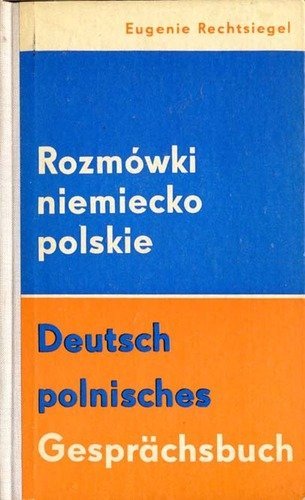 Eugenie Rechtsiegel
Rozmówki
niemiecko
polskie
Deutsch
polnisches
Gesprächsbuch